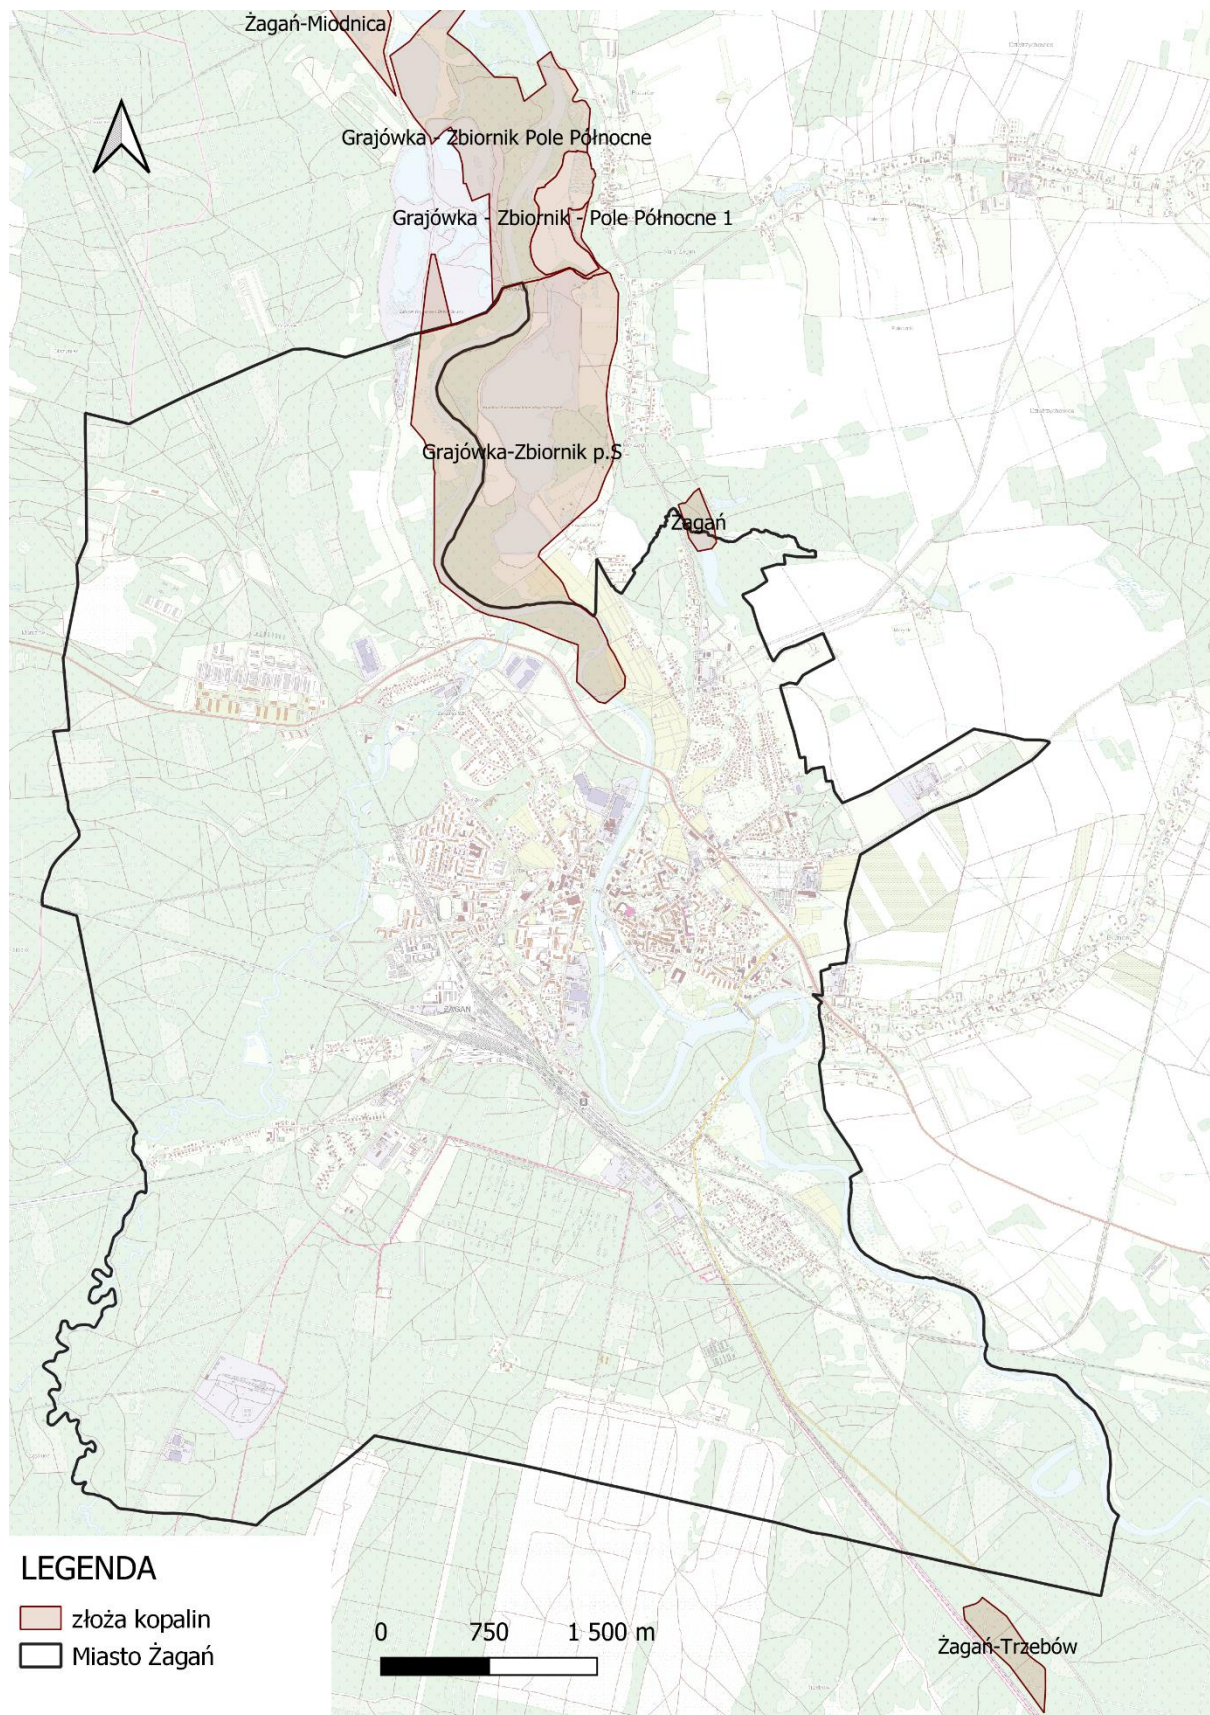 Żagań-Miodnica
Grajówka - Zbiornik Pole Północne
Grajówka - Zbiornik - Pole Północne 1
Grajówka-Zbiornik p.S
Żagań
ŻAGAŃ
LEGENDA
złoża kopalin
Miasto Żagań
0 750 1 500 m
Żagań-Trzebów